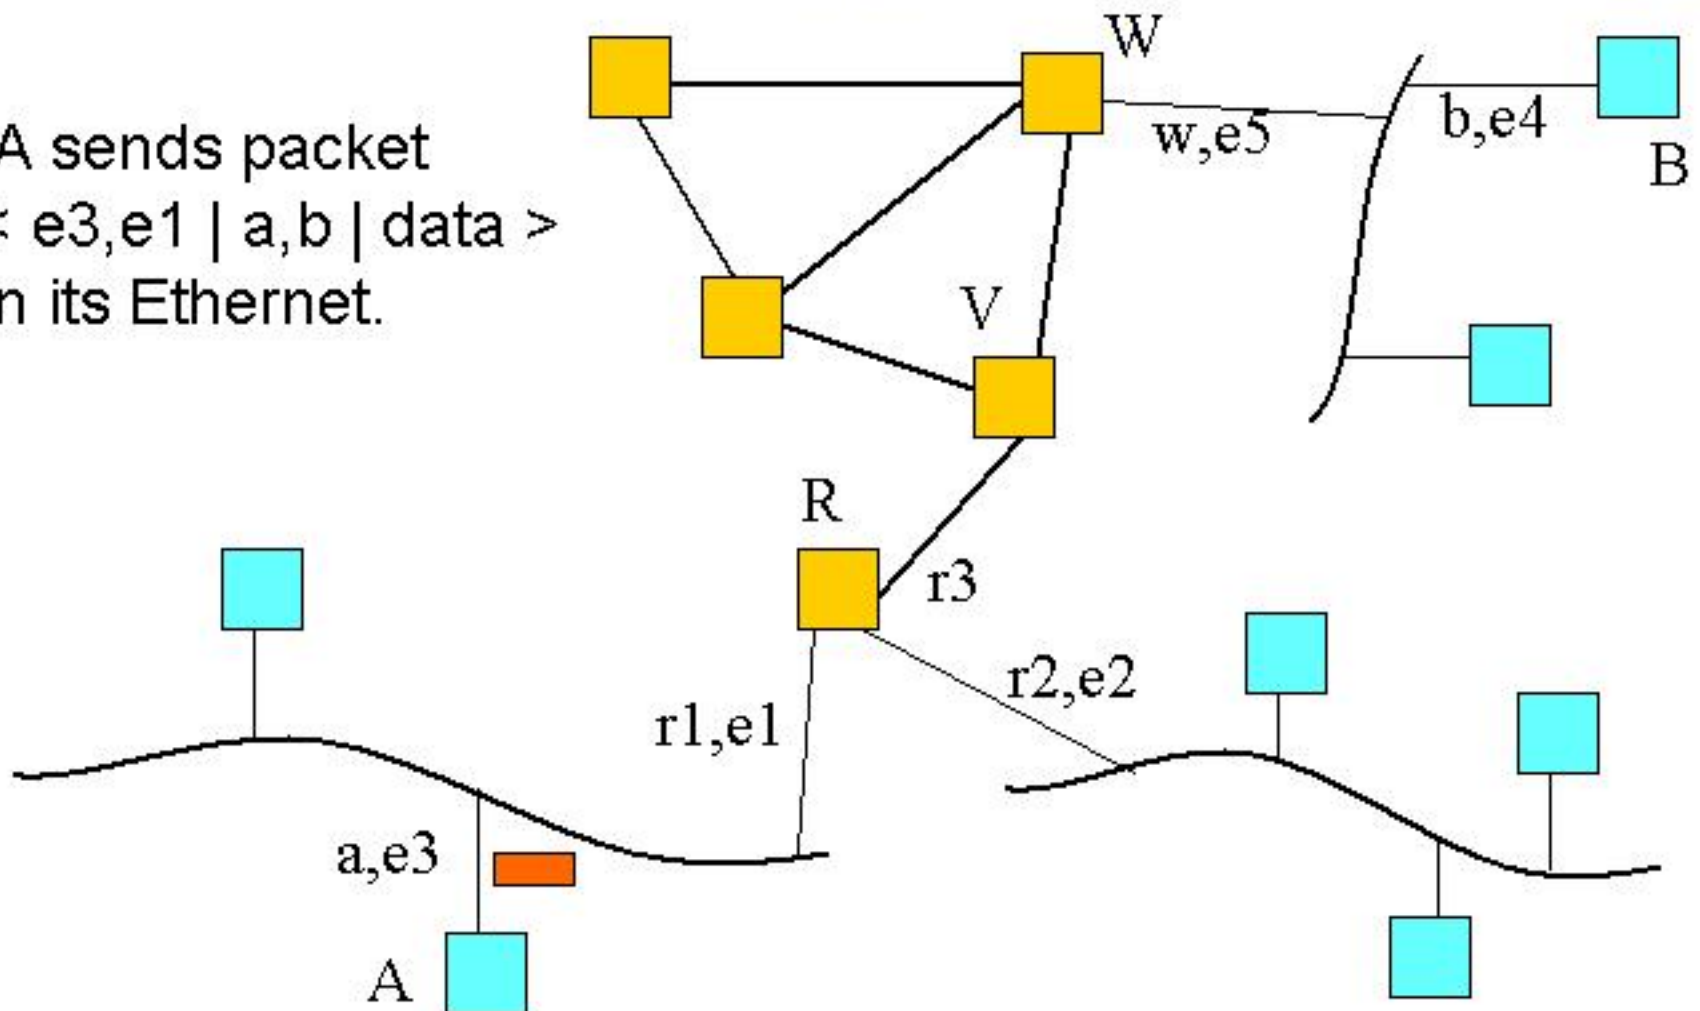 A sends packet
< e3,e1 | a,b | data >
n its Ethernet.
W
w,e5
b,e4
B
V
R
r3
r2,e2
r1,e1
a,e3
A